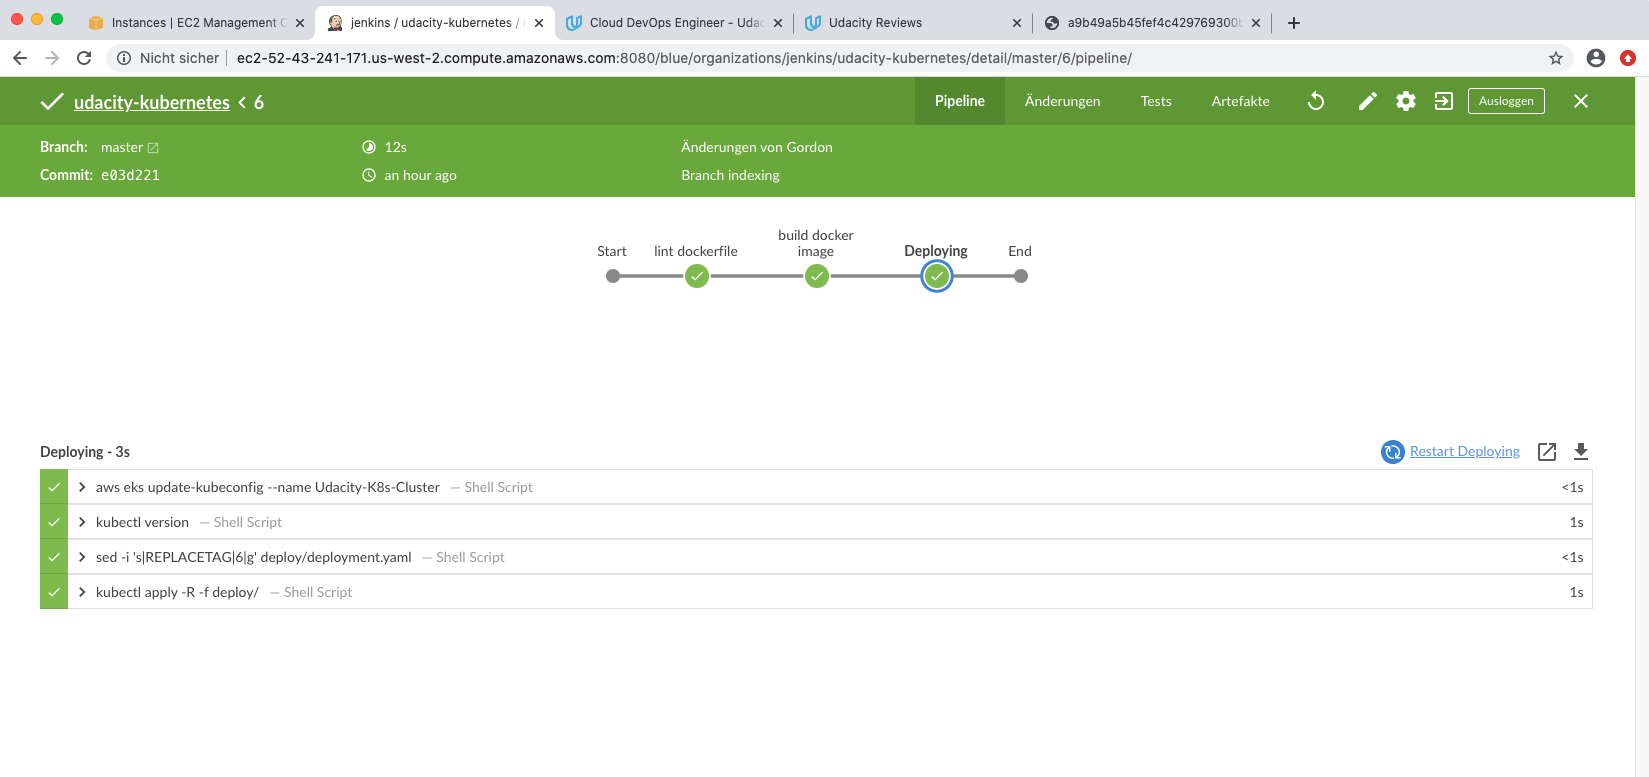 Instances | EC2 Management C
jenkins / udacity-kubernetes /
Cloud DevOps Engineer - Udac
Udacity Reviews
a9b49a5b45fef4c429769300b
Nicht sicher
ec2-52-43-241-171.us-west-2.compute.amazonaws.com:8080/blue/organizations/jenkins/udacity-kubernetes/detail/master/6/pipeline/
udacity-kubernetes < 6
Pipeline
Änderungen
Tests
Artefakte
Ausloggen
Branch: master
12s
Änderungen von Gordon
Commit: e03d221
an hour ago
Branch indexing
Start
lint dockerfile
build docker
image
Deploying
End
Deploying - 3s
Restart Deploying
aws eks update-kubeconfig --name Udacity-K8s-Cluster — Shell Script <1s
kubectl version — Shell Script 1s
sed -i 's|REPLACETAG|6|g' deploy/deployment.yaml — Shell Script <1s
kubectl apply -R -f deploy/ — Shell Script 1s